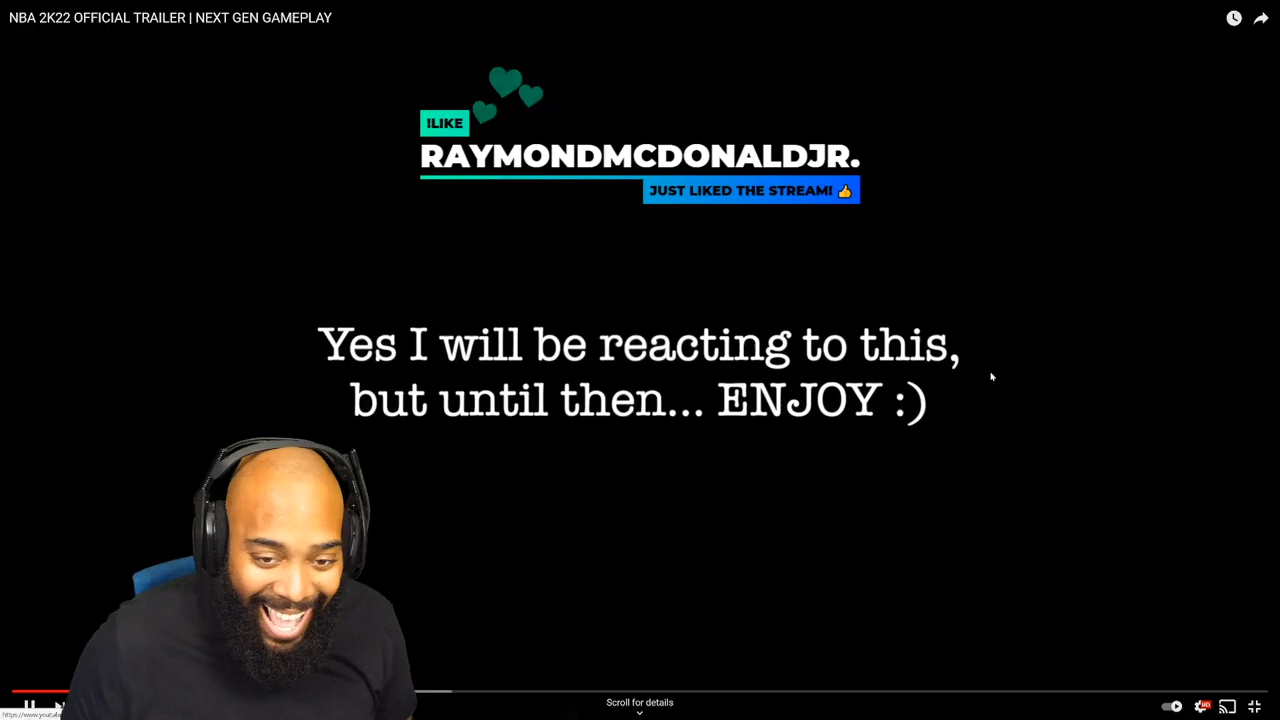 NBA 2K22 OFFICIAL TRAILER | NEXT GEN GAMEPLAY
!LIKE
RAYMONDMCDONALDJR.
JUST LIKED THE STREAM! 👍
Yes I will be reacting to this,
but until then... ENJOY :)
Scroll for details
HD